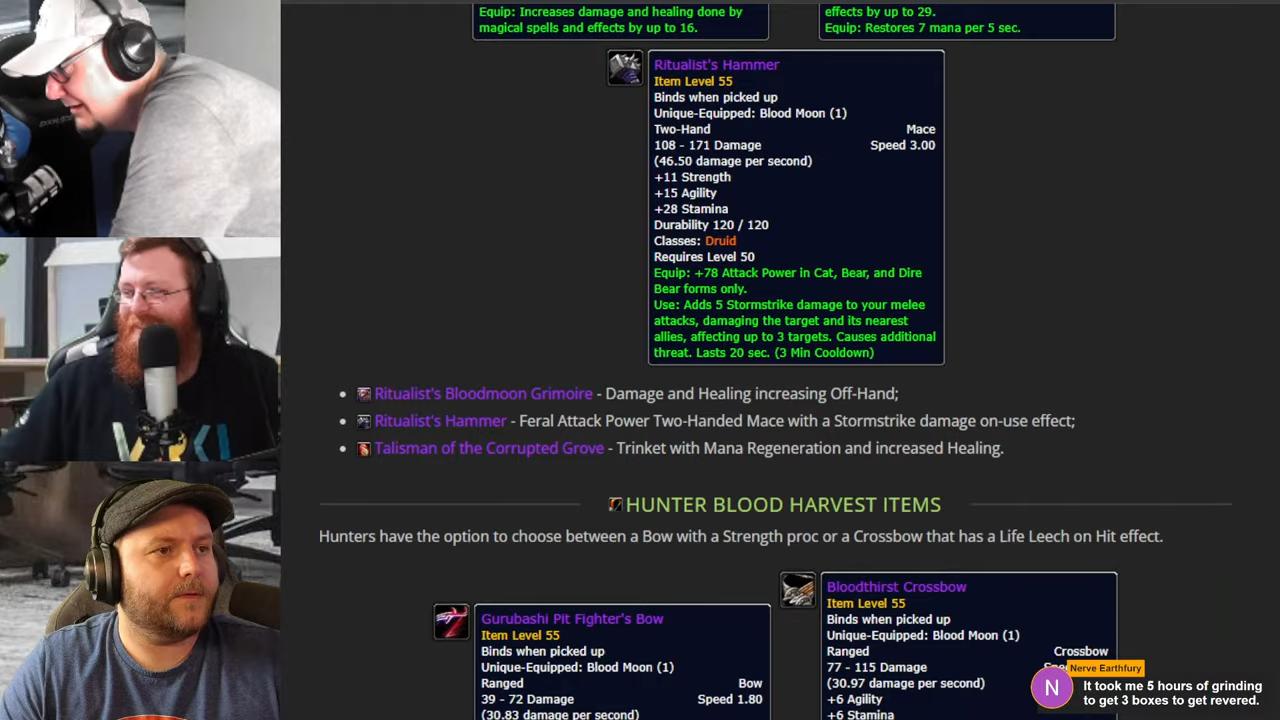 Equip: Increases damage and healing done by
magical spells and effects by up to 16.
effects by up to 29.
Equip: Restores 7 mana per 5 sec.
Ritualist's Hammer
Item Level 55
Binds when picked up
Unique-Equipped: Blood Moon (1)
Two-Hand Mace
108 - 171 Damage Speed 3.00
(46.50 damage per second)
+11 Strength
+15 Agility
+28 Stamina
Durability 120 / 120
Classes: Druid
Requires Level 50
Equip: +78 Attack Power in Cat, Bear, and Dire
Bear forms only.
Use: Adds 5 Stormstrike damage to your melee
attacks, damaging the target and its nearest
allies, affecting up to 3 targets. Causes additional
threat. Lasts 20 sec. (3 Min Cooldown)
Ritualist's Bloodmoon Grimoire - Damage and Healing increasing Off-Hand;
Ritualist's Hammer - Feral Attack Power Two-Handed Mace with a Stormstrike damage on-use effect;
Talisman of the Corrupted Grove - Trinket with Mana Regeneration and increased Healing.
HUNTER BLOOD HARVEST ITEMS
Hunters have the option to choose between a Bow with a Strength proc or a Crossbow that has a Life Leech on Hit effect.
Gurubashi Pit Fighter's Bow
Item Level 55
Binds when picked up
Unique-Equipped: Blood Moon (1)
Ranged Bow
39 - 72 Damage Speed 1.80
(30.83 damage per second)
Bloodthirst Crossbow
Item Level 55
Binds when picked up
Unique-Equipped: Blood Moon (1)
Ranged Crossbow
77 - 115 Damage
(30.97 damage per second)
+6 Agility
+6 Stamina
N
Nerve Earthfury
It took me 5 hours of grinding
to get 3 boxes to get revered.